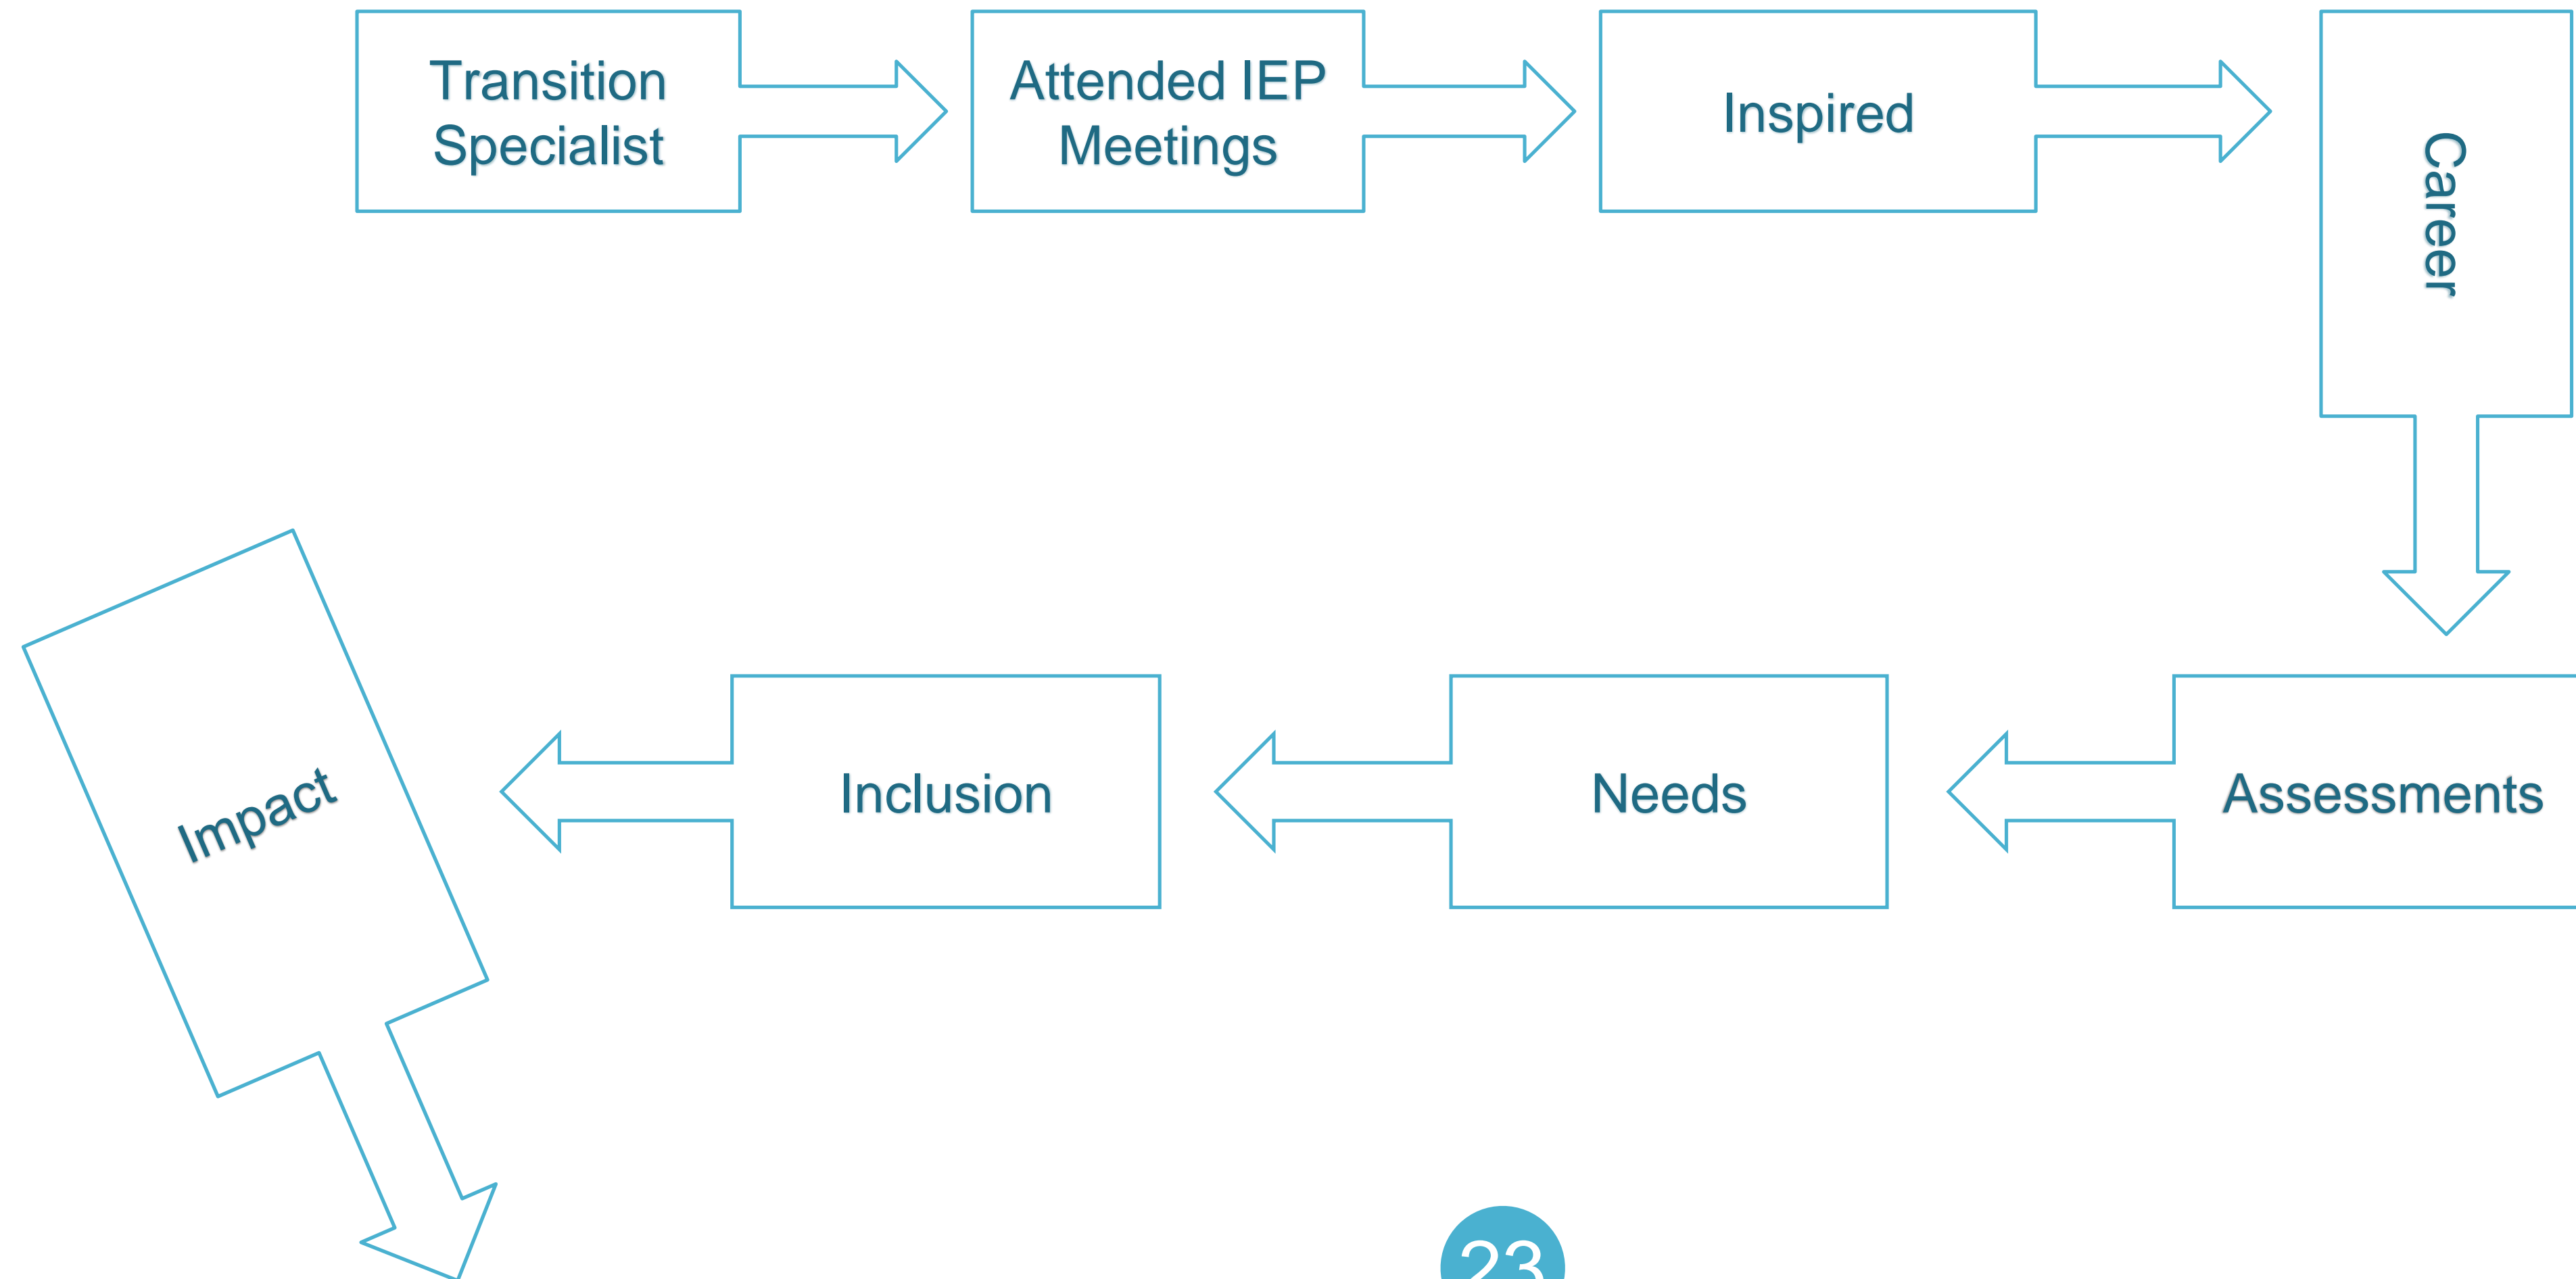 Transition
Specialist
Attended IEP
Meetings
Inspired
Career
Assessments
Needs
Inclusion
Impact
23